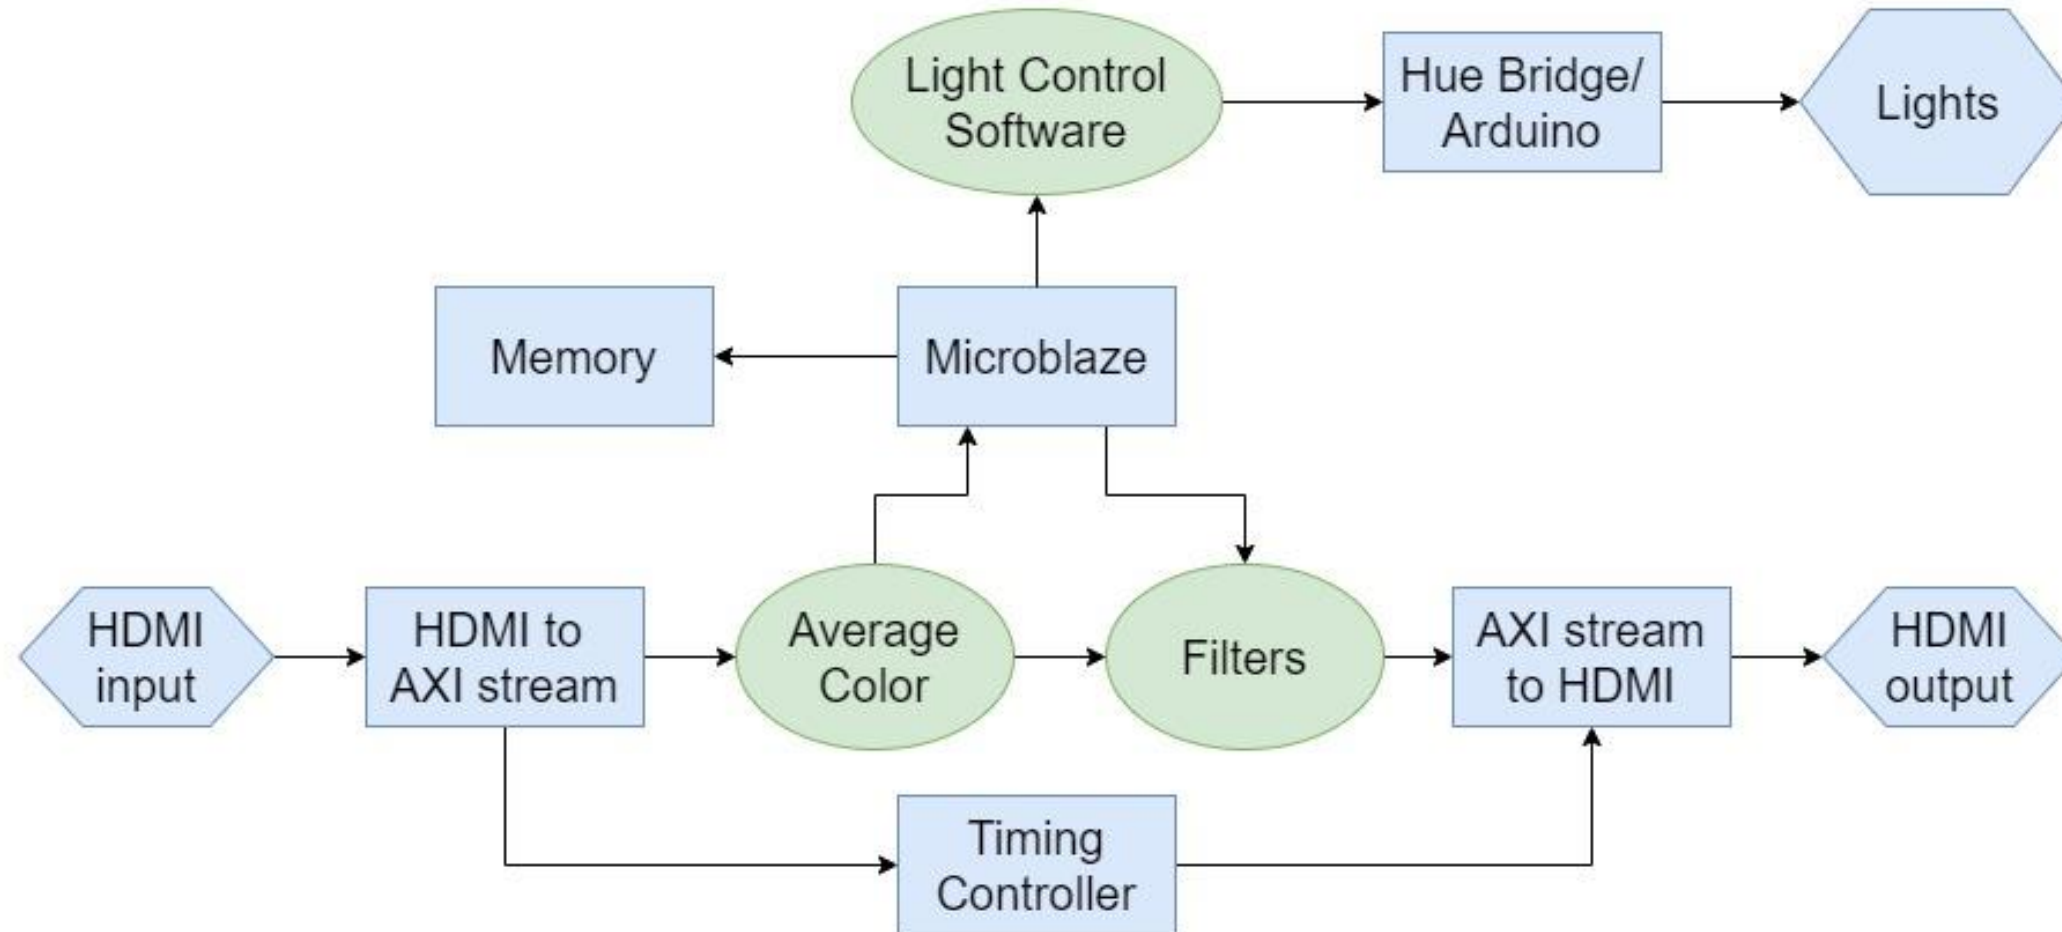 Light Control
Software
Hue Bridge/
Arduino
Lights
Memory
Microblaze
HDMI
input
HDMI to
AXI stream
Average
Color
Filters
AXI stream
to HDMI
HDMI
output
Timing
Controller